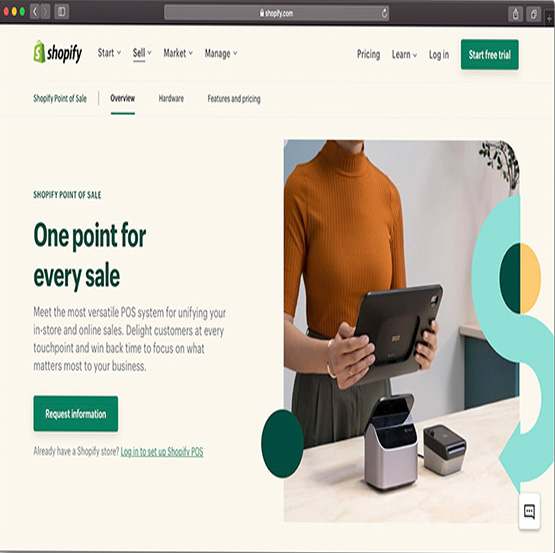 shopify.com
shopify Start Sell Market Manage Pricing Learn Log in Start free trial
Shopify Point of Sale Overview Hardware Features and pricing
SHOPIFY POINT OF SALE
One point for
every sale
Meet the most versatile POS system for unifying your
in-store and online sales. Delight customers at every
touchpoint and win back time to focus on what
matters most to your business.
Request information
Already have a Shopify store? Log in to set up Shopify POS